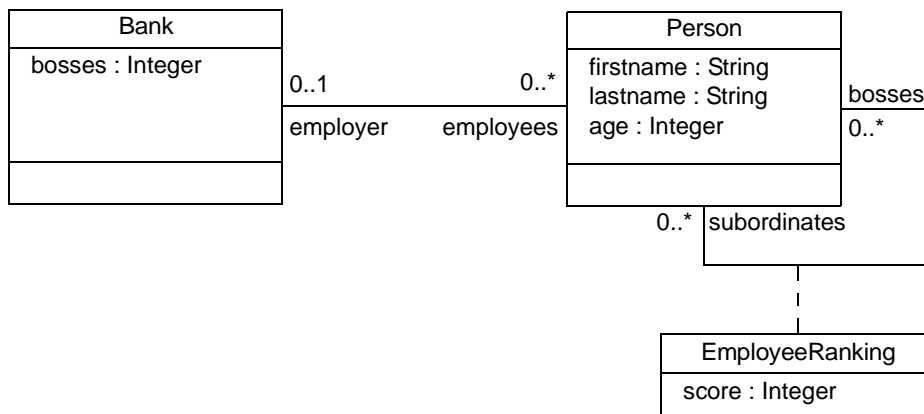 Bank
bosses : Integer
0..1
employer
0..*
employees
Person
firstname : String
lastname : String
age : Integer
bosses
0..*
0..*
subordinates
EmployeeRanking
score : Integer